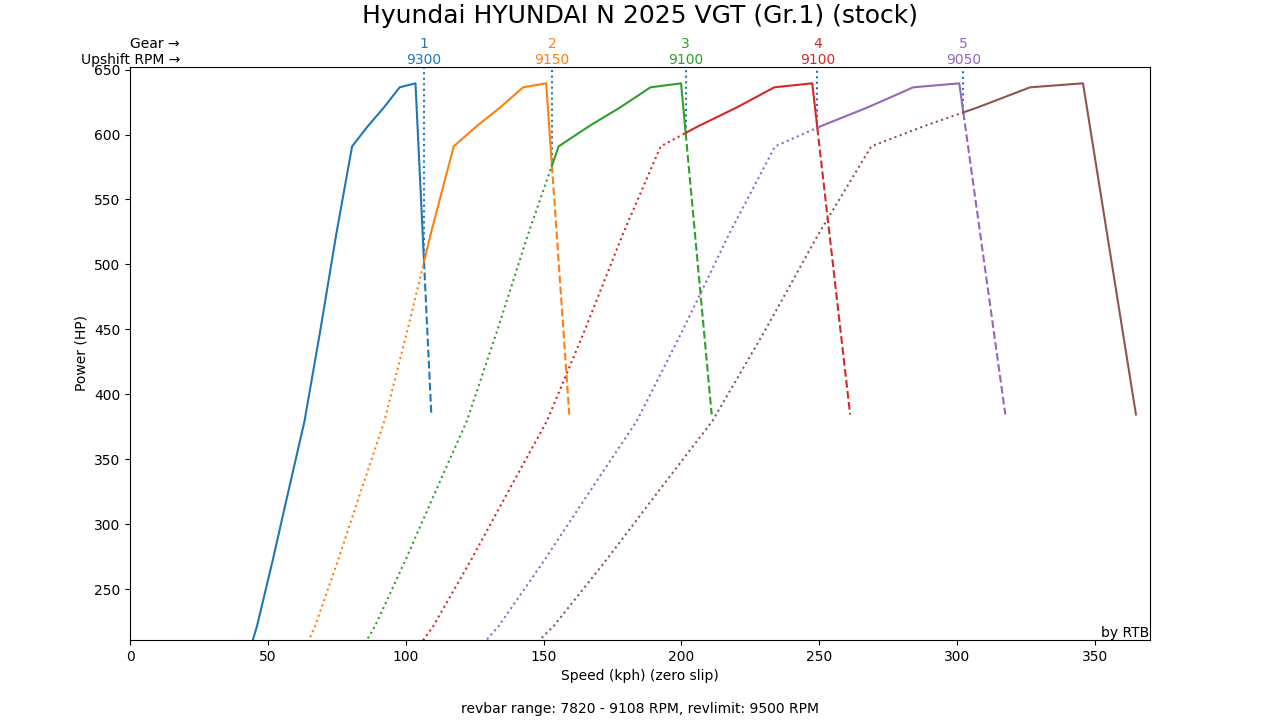 Hyundai HYUNDAI N 2025 VGT (Gr.1) (stock)
Gear → 1 2 3 4 5
Upshift RPM → 9300 9150 9100 9100 9050
650
600
550
500
450
400
350
300
250
Power (HP)
by RTB
0 50 100 150 200 250 300 350
Speed (kph) (zero slip)
revbar range: 7820 - 9108 RPM, revlimit: 9500 RPM